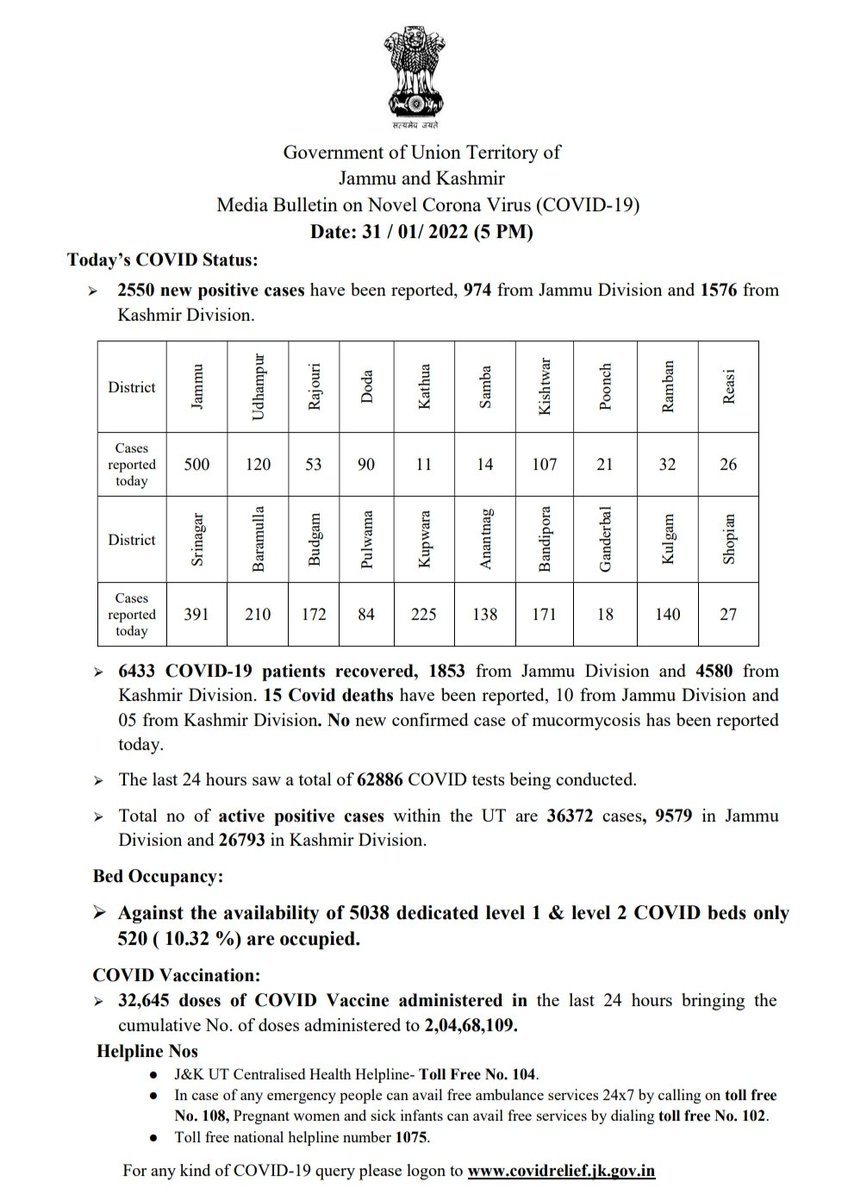 सत्यमेव जयते
Government of Union Territory of
Jammu and Kashmir
Media Bulletin on Novel Corona Virus (COVID-19)
Date: 31 / 01/ 2022 (5 PM)
Today’s COVID Status:
➢ 2550 new positive cases have been reported, 974 from Jammu Division and 1576 from
Kashmir Division.
District Jammu Udhampur Rajouri Doda Kathua Samba Kishtwar Poonch Ramban Reasi
Cases
reported
today
500 120 53 90 11 14 107 21 32 26
District Srinagar Baramulla Budgam Pulwama Kupwara Anantnag Bandipora Ganderbal Kulgam Shopian
Cases
reported
today
391 210 172 84 225 138 171 18 140 27
➢ 6433 COVID-19 patients recovered, 1853 from Jammu Division and 4580 from
Kashmir Division. 15 Covid deaths have been reported, 10 from Jammu Division and
05 from Kashmir Division. No new confirmed case of mucormycosis has been reported
today.
➢ The last 24 hours saw a total of 62886 COVID tests being conducted.
➢ Total no of active positive cases within the UT are 36372 cases, 9579 in Jammu
Division and 26793 in Kashmir Division.
Bed Occupancy:
➢ Against the availability of 5038 dedicated level 1 & level 2 COVID beds only
520 ( 10.32 %) are occupied.
COVID Vaccination:
➢ 32,645 doses of COVID Vaccine administered in the last 24 hours bringing the
cumulative No. of doses administered to 2,04,68,109.
Helpline Nos
● J&K UT Centralised Health Helpline- Toll Free No. 104.
● In case of any emergency people can avail free ambulance services 24x7 by calling on toll free
No. 108, Pregnant women and sick infants can avail free services by dialing toll free No. 102.
● Toll free national helpline number 1075.
For any kind of COVID-19 query please logon to www.covidrelief.jk.gov.in